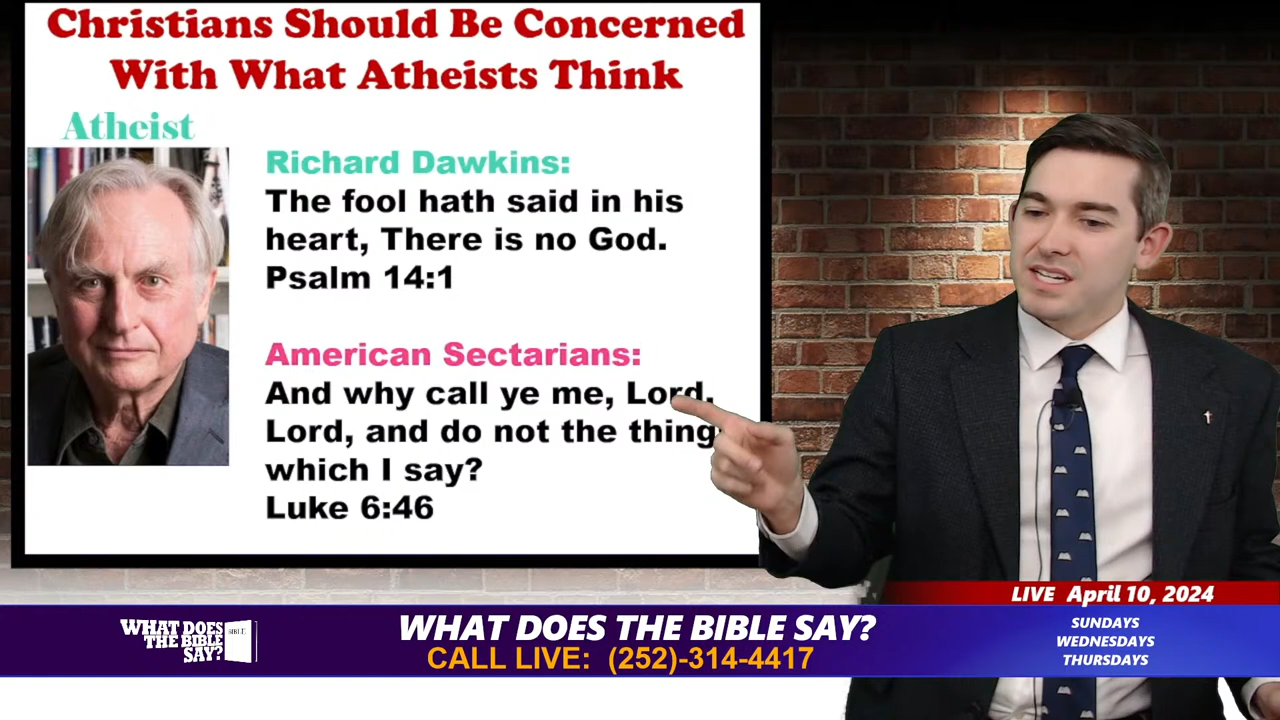 Christians Should Be Concerned
With What Atheists Think
Atheist
Richard Dawkins:
The fool hath said in his
heart, There is no God.
Psalm 14:1
American Sectarians:
And why call ye me, Lord,
Lord, and do not the thing
which I say?
Luke 6:46
LIVE April 10, 2024
WHAT DOES
THE BIBLE
SAY?
BIBLE
WHAT DOES THE BIBLE SAY?
CALL LIVE: (252)-314-4417
SUNDAYS
WEDNESDAYS
THURSDAYS